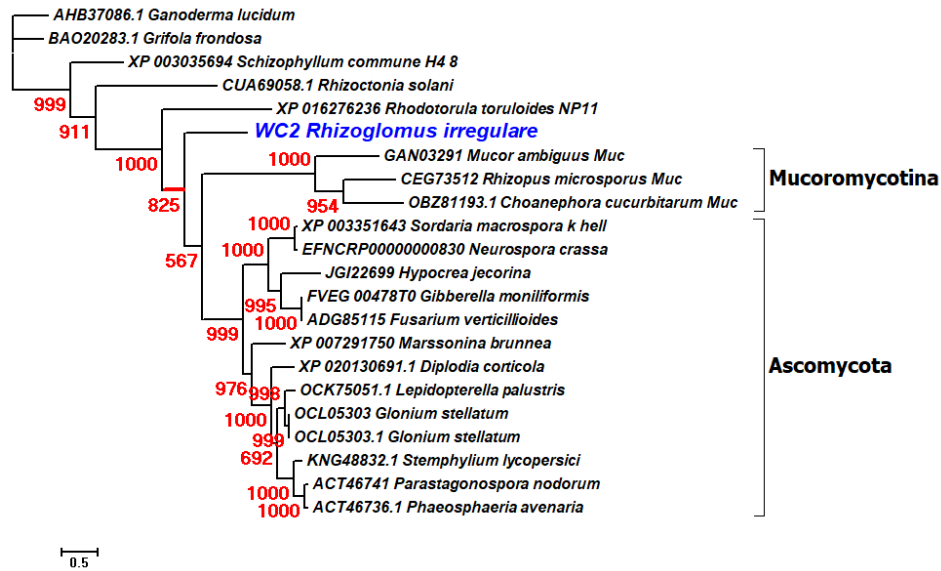 AHB37086.1 Ganoderma lucidum
BAO20283.1 Grifola frondosa
XP 003035694 Schizophyllum commune H4 8
CUA69058.1 Rhizoctonia solani
999
911
XP 016276236 Rhodotorula toruloides NP11
WC2 Rhizoglomus irregulare
1000
GAN03291 Mucor ambiguus Muc
1000
CEG73512 Rhizopus microsporus Muc
Mucoromycotina
825
954
OBZ81193.1 Choanephora cucurbitarum Muc
1000
XP 003351643 Sordaria macrospora k hell
567
1000
EFNCRP00000000830 Neurospora crassa
JGI22699 Hypocrea jecorina
995
FVEG 00478T0 Gibberella moniliformis
999
1000
ADG85115 Fusarium verticillioides
XP 007291750 Marssonina brunnea
XP 020130691.1 Diplodia corticola
Ascomycota
976
998
OCK75051.1 Lepidopterella palustris
1000
OCL05303 Glonium stellatum
999
OCL05303.1 Glonium stellatum
692
KNG48832.1 Stemphylium lycopersici
ACT46741 Parastagonospora nodorum
1000
1000
ACT46736.1 Phaeosphaeria avenaria
0.5